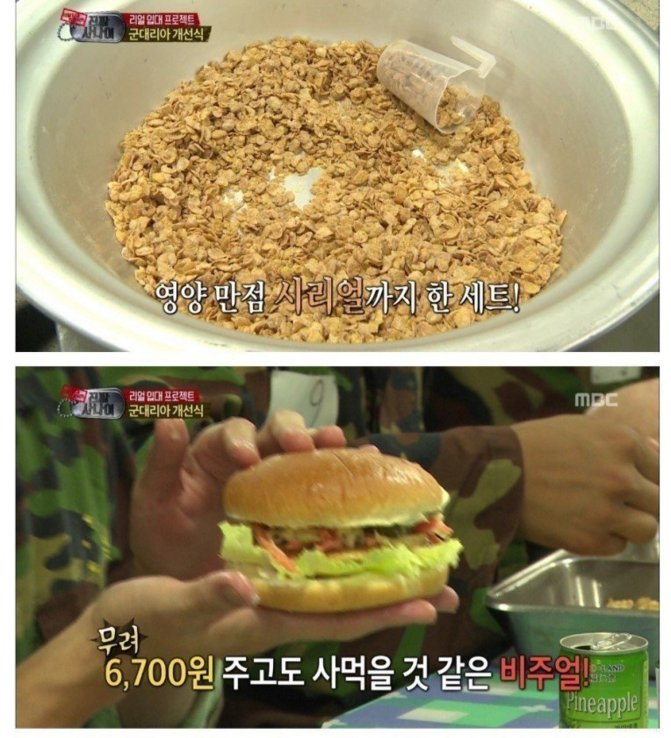 진짜 사나이
리얼 입대 프로젝트
군대리아 개선식
MBC
영양 만점 시리얼까지 한 세트!
진짜 사나이
리얼 입대 프로젝트
군대리아 개선식
MBC
9
무려
6,700원 주고도 사먹을 것 같은 비주얼!
LAND
Pineapple